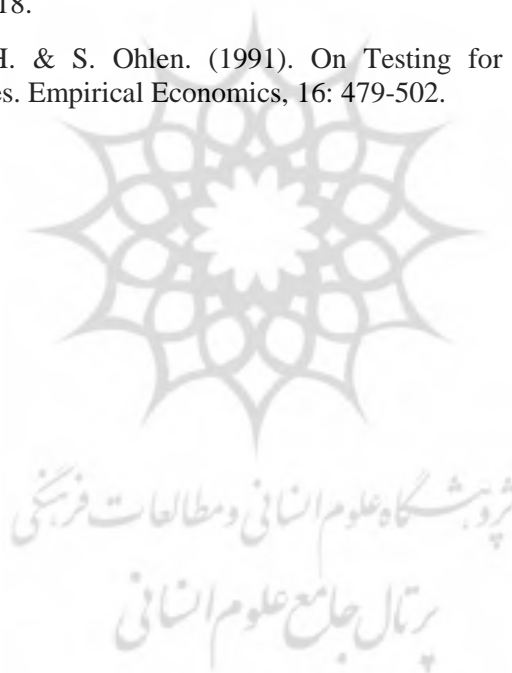 18.
H. & S. Ohlen. (1991). On Testing for
es. Empirical Economics, 16: 479-502.
پژوهشگاه علوم انسانی و مطالعات فرهنگی
پرتال جامع علوم انسانی